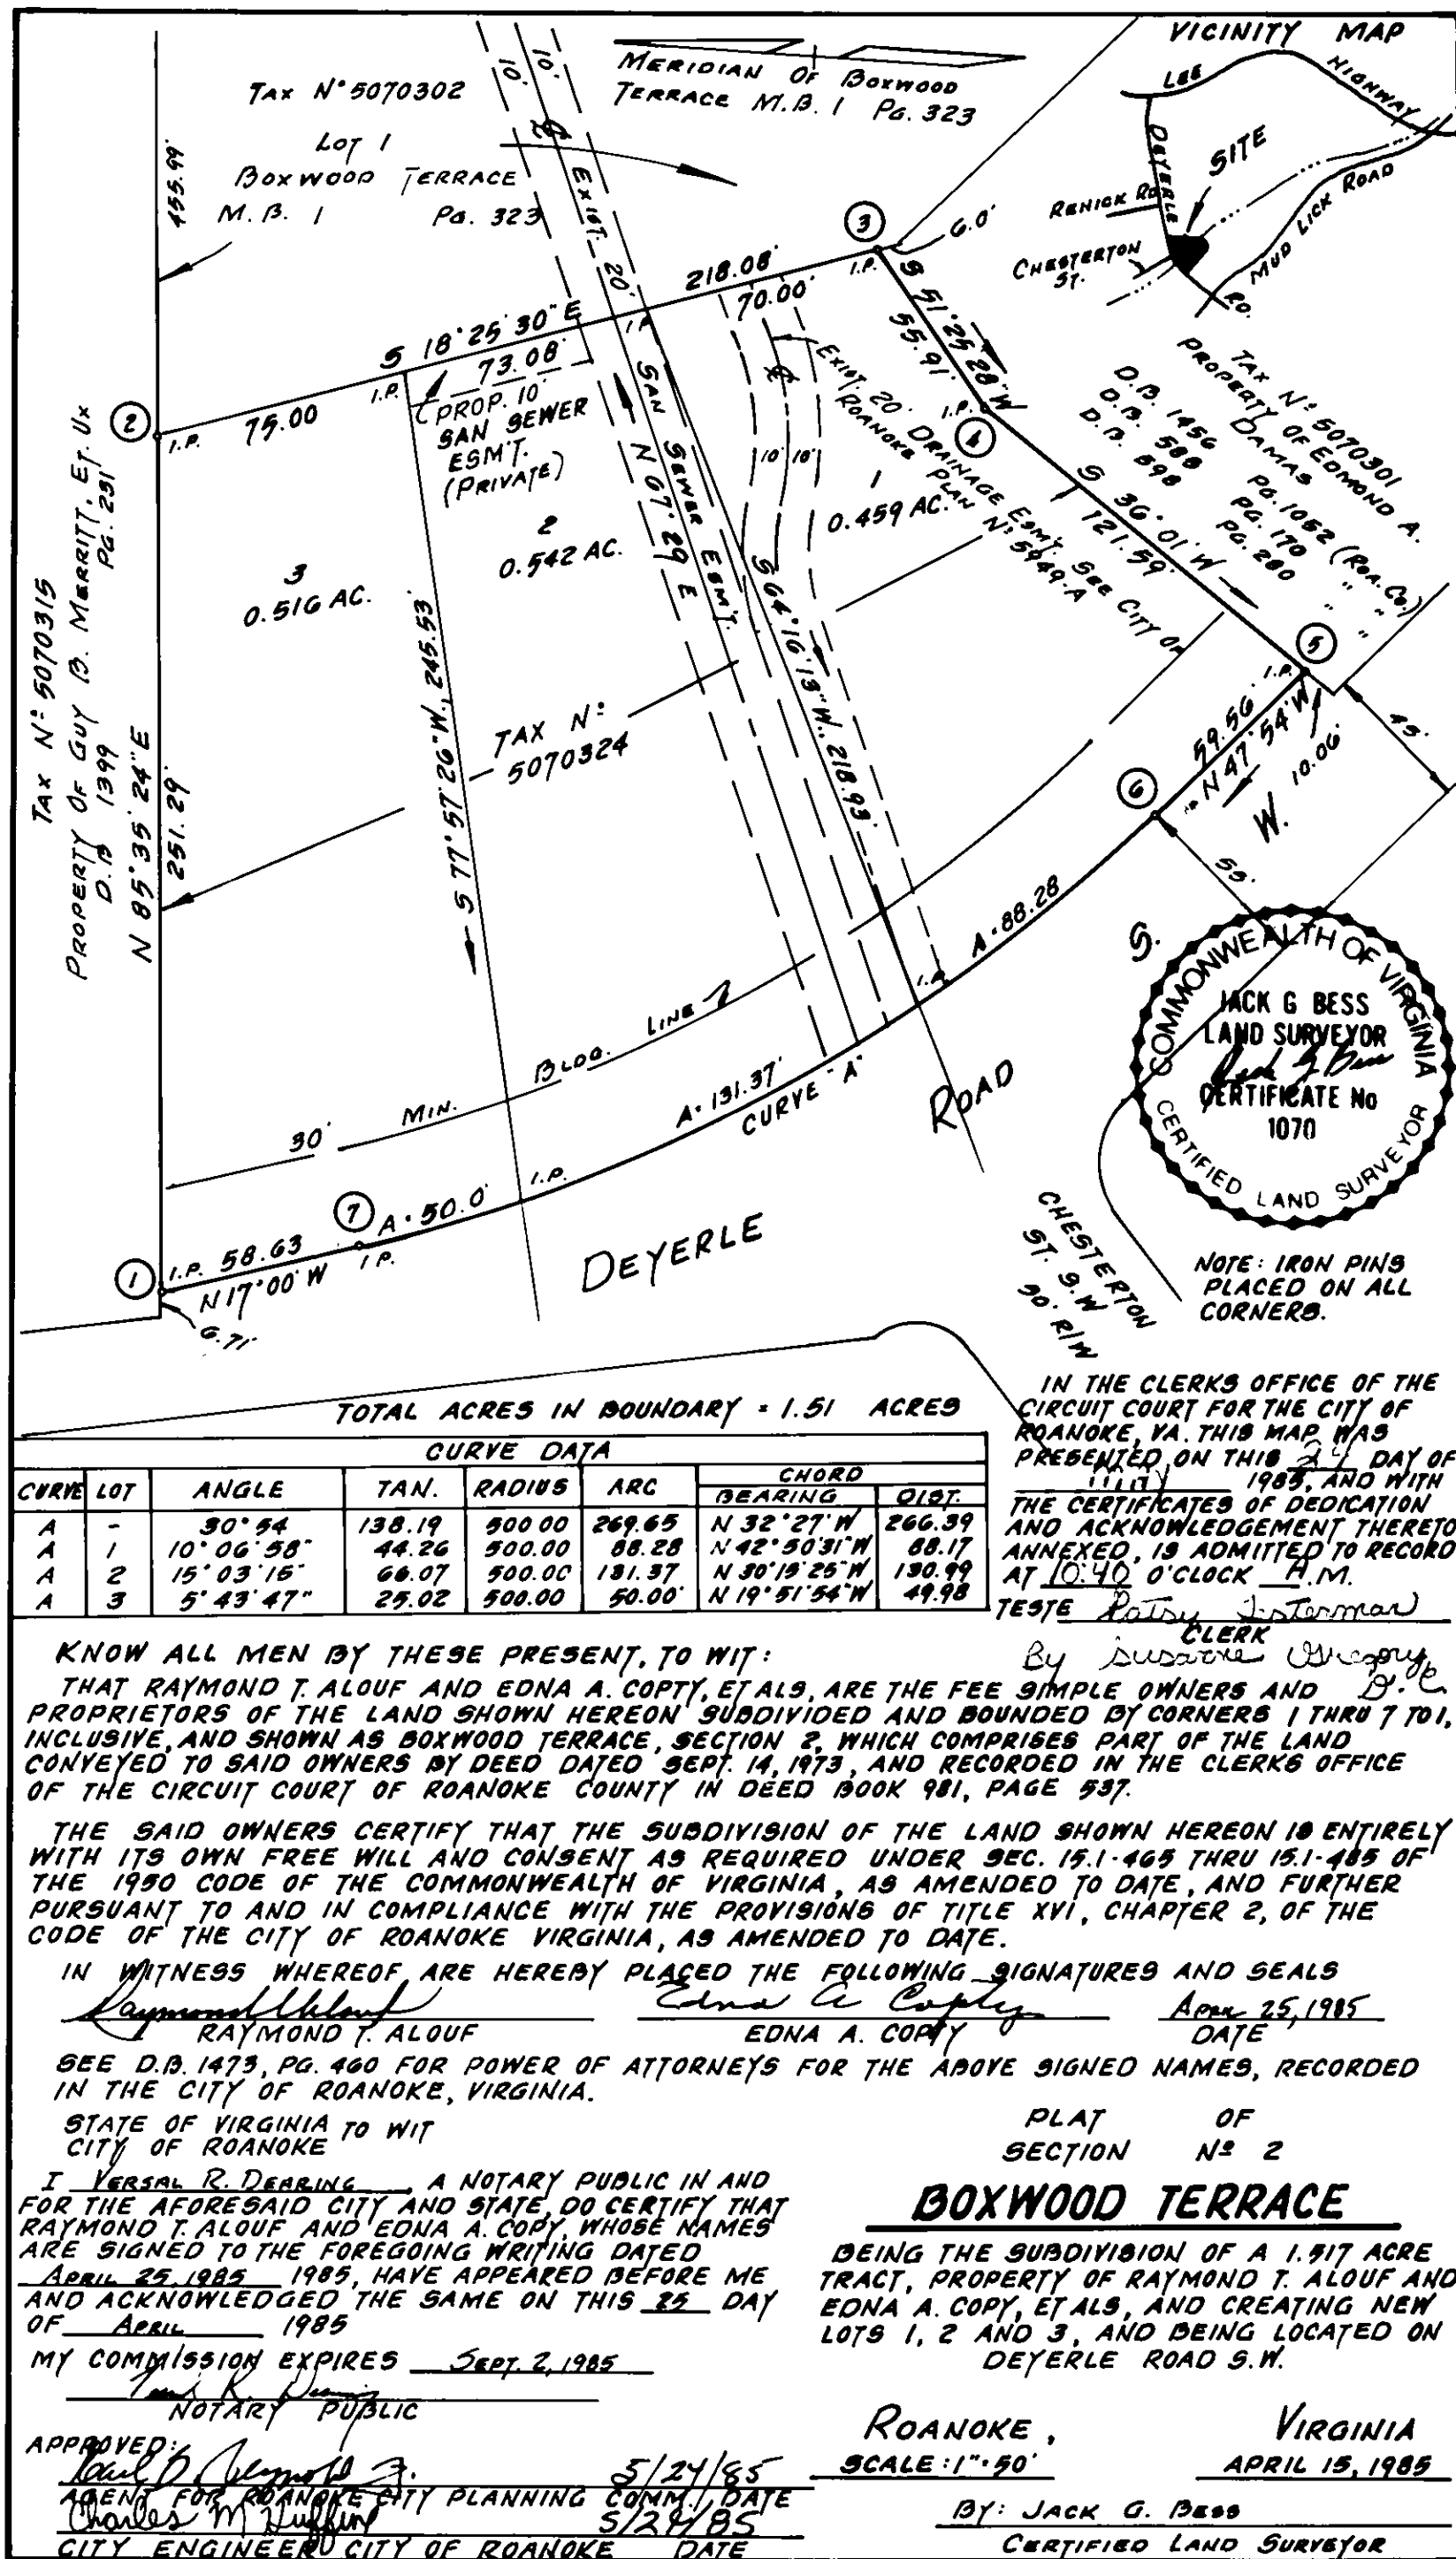 VICINITY MAP
LEE HIGHWAY
DEYERLE
RD.
SITE
RENICK RD
CHESTERTON ST.
MUD LICK ROAD
MERIDIAN OF BOXWOOD
TERRACE M.B. 1 PG. 323
TAX Nº 5070302
LOT 1
BOXWOOD TERRACE
M.B. 1 PG. 323
455.99'
10' 10'
EXIST. 20'
SAN SEWER ESM'T.
N 07°29 E
2
I.P.
75.00
S 18°25'30" E
218.08'
73.08'
70.00'
I.P.
I.P.
3
I.P.
6.0'
S 51°25'28" W
55.91'
I.P.
4
S 36°01' W
121.59'
5
I.P.
PROP. 10'
SAN SEWER
ESM'T.
(PRIVATE)
EXIST. 20' DRAINAGE ESM'T. SEE CITY OF
ROANOKE PLAN Nº 5949-A
10' 10'
1
0.459 AC.
2
0.542 AC.
3
0.516 AC.
TAX Nº 5070301
PROPERTY OF EDMOND A.
DAMAS
D.B. 1456 PG. 1052 (ROA. CO.)
D.B. 588 PG. 170 "  "
D.B. 598 PG. 280 "  "
TAX Nº 5070315
PROPERTY OF GUY B. MERRITT, ET. UX
D.B 1399 PG. 231
N 85°35'24" E
251.29'
S 77°57'26" W., 245.53'
TAX Nº
5070324
S 64°16'13" W., 218.93'
59.56'
N 47°54' W
10.06'
45'
55'
6
S. W.
30' MIN. BLDG. LINE
A=88.28
I.P.
A=131.37'
CURVE "A"
I.P.
A=50.0'
7
I.P.
58.63
N 17°00' W
I.P.
1
6.71'
DEYERLE ROAD
CHESTERTON
ST. S.W
50' R/W
COMMONWEALTH OF VIRGINIA
JACK G BESS
LAND SURVEYOR
CERTIFICATE No
1070
CERTIFIED LAND SURVEYOR
NOTE: IRON PINS
PLACED ON ALL
CORNERS.
TOTAL ACRES IN BOUNDARY = 1.51 ACRES
CURVE DATA
CURVE LOT ANGLE TAN. RADIUS ARC CHORD BEARING DIST.
A - 30°54 138.19 500 00 269.65 N 32°27' W 266.39
A 1 10°06'58" 44.26 500.00 88.28 N 42°50'31" W 88.17
A 2 15°03'15" 66.07 500.00 131.37 N 30°15'25" W 130.99
A 3 5°43'47" 25.02 500.00 50.00' N 19°51'54" W 49.98
IN THE CLERKS OFFICE OF THE
CIRCUIT COURT FOR THE CITY OF
ROANOKE, VA. THIS MAP WAS
PRESENTED ON THIS 24 DAY OF
MAY 1985, AND WITH
THE CERTIFICATES OF DEDICATION
AND ACKNOWLEDGEMENT THERETO
ANNEXED, IS ADMITTED TO RECORD
AT 10:40 O'CLOCK A.M.
TESTE Patsy Testerman
CLERK
By Susanne Gregory
D.C.
KNOW ALL MEN BY THESE PRESENT, TO WIT:
THAT RAYMOND T. ALOUF AND EDNA A. COPTY, ET ALS, ARE THE FEE SIMPLE OWNERS AND
PROPRIETORS OF THE LAND SHOWN HEREON SUBDIVIDED AND BOUNDED BY CORNERS 1 THRU 7 TO 1,
INCLUSIVE, AND SHOWN AS BOXWOOD TERRACE, SECTION 2, WHICH COMPRISES PART OF THE LAND
CONVEYED TO SAID OWNERS BY DEED DATED SEPT. 14, 1973, AND RECORDED IN THE CLERKS OFFICE
OF THE CIRCUIT COURT OF ROANOKE COUNTY IN DEED BOOK 981, PAGE 537.
THE SAID OWNERS CERTIFY THAT THE SUBDIVISION OF THE LAND SHOWN HEREON IS ENTIRELY
WITH ITS OWN FREE WILL AND CONSENT AS REQUIRED UNDER SEC. 15.1-465 THRU 15.1-485 OF
THE 1950 CODE OF THE COMMONWEALTH OF VIRGINIA, AS AMENDED TO DATE, AND FURTHER
PURSUANT TO AND IN COMPLIANCE WITH THE PROVISIONS OF TITLE XVI, CHAPTER 2, OF THE
CODE OF THE CITY OF ROANOKE VIRGINIA, AS AMENDED TO DATE.
IN WITNESS WHEREOF ARE HEREBY PLACED THE FOLLOWING SIGNATURES AND SEALS
Raymond T Alouf Edna A Copty APRIL 25, 1985
RAYMOND T. ALOUF EDNA A. COPTY DATE
SEE D.B. 1473, PG. 460 FOR POWER OF ATTORNEYS FOR THE ABOVE SIGNED NAMES, RECORDED
IN THE CITY OF ROANOKE, VIRGINIA.
STATE OF VIRGINIA TO WIT
CITY OF ROANOKE
I VERSAL R. DEARING, A NOTARY PUBLIC IN AND
FOR THE AFORESAID CITY AND STATE, DO CERTIFY THAT
RAYMOND T. ALOUF AND EDNA A. COPY, WHOSE NAMES
ARE SIGNED TO THE FOREGOING WRITING DATED
APRIL 25, 1985 1985, HAVE APPEARED BEFORE ME
AND ACKNOWLEDGED THE SAME ON THIS 25 DAY
OF APRIL 1985
MY COMMISSION EXPIRES SEPT. 2, 1985
NOTARY PUBLIC
APPROVED:
5/24/85
AGENT FOR ROANOKE CITY PLANNING COMM. DATE
Charles M Huffine 5/24/85
CITY ENGINEER CITY OF ROANOKE DATE
PLAT OF
SECTION Nº 2
BOXWOOD TERRACE
BEING THE SUBDIVISION OF A 1.517 ACRE
TRACT, PROPERTY OF RAYMOND T. ALOUF AND
EDNA A. COPY, ET ALS, AND CREATING NEW
LOTS 1, 2 AND 3, AND BEING LOCATED ON
DEYERLE ROAD S.W.
ROANOKE, VIRGINIA
SCALE: 1"=50' APRIL 15, 1985
BY: JACK G. BESS
CERTIFIED LAND SURVEYOR